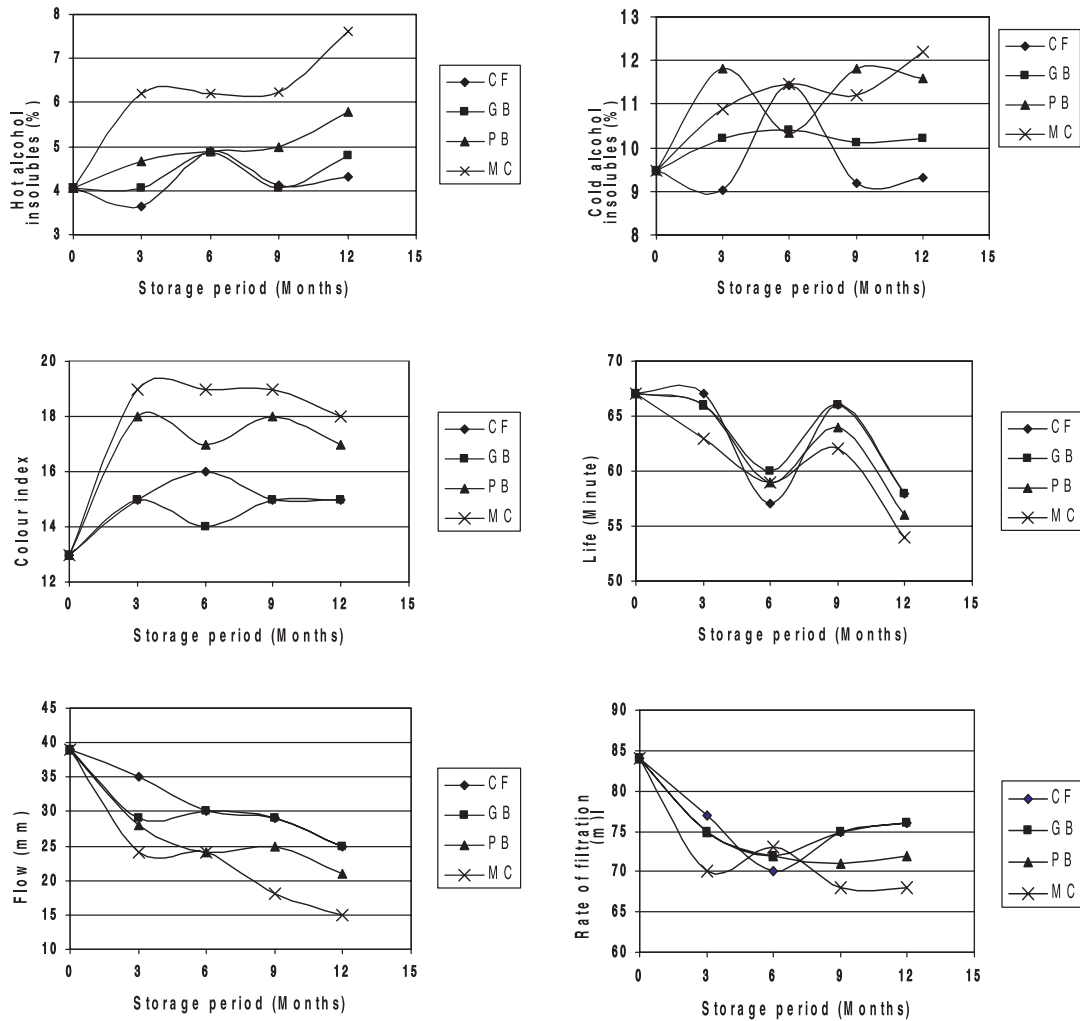 Hot alcohol
insolubles (%)
8
7
6
5
4
3
0 3 6 9 12 15
Storage period (Months)
CF
GB
PB
MC
Cold alcohol
insolubles (%)
13
12
11
10
9
8
0 3 6 9 12 15
Storage period (Months)
CF
GB
PB
MC
Colour index
20
18
16
14
12
0 3 6 9 12 15
Storage period (Months)
CF
GB
PB
MC
Life (Minute)
70
65
60
55
50
0 3 6 9 12 15
Storage period (Months)
CF
GB
PB
MC
Flow (mm)
45
40
35
30
25
20
15
10
0 3 6 9 12 15
Storage period (Months)
CF
GB
PB
MC
Rate of filtration
(m)l
90
85
80
75
70
65
60
0 3 6 9 12 15
Storage period (Months)
CF
GB
PB
MC